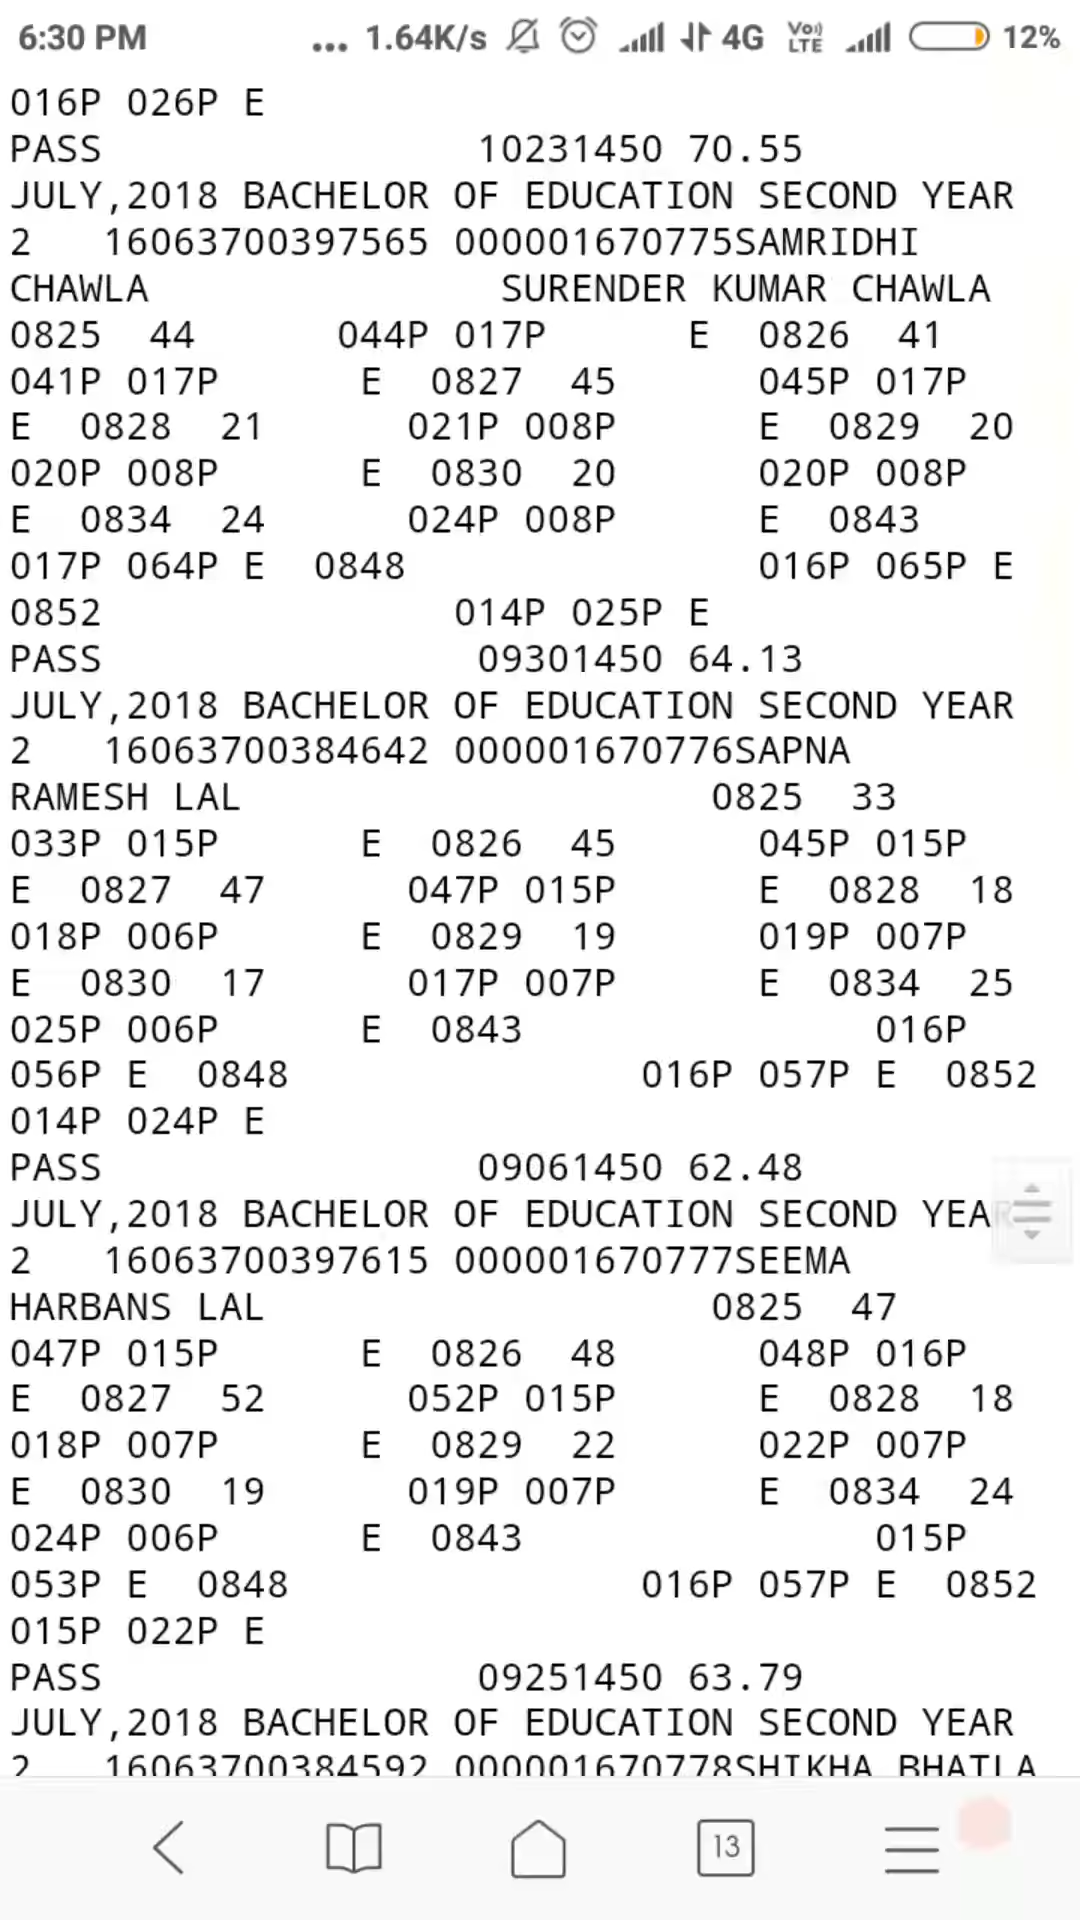 6:30 PM ... 1.64K/s 4G VoLTE 12%
016P 026P E
PASS 10231450 70.55
JULY,2018 BACHELOR OF EDUCATION SECOND YEAR
2 16063700397565 000001670775SAMRIDHI
CHAWLA SURENDER KUMAR CHAWLA
0825 44 044P 017P E 0826 41
041P 017P E 0827 45 045P 017P
E 0828 21 021P 008P E 0829 20
020P 008P E 0830 20 020P 008P
E 0834 24 024P 008P E 0843
017P 064P E 0848 016P 065P E
0852 014P 025P E
PASS 09301450 64.13
JULY,2018 BACHELOR OF EDUCATION SECOND YEAR
2 16063700384642 000001670776SAPNA
RAMESH LAL 0825 33
033P 015P E 0826 45 045P 015P
E 0827 47 047P 015P E 0828 18
018P 006P E 0829 19 019P 007P
E 0830 17 017P 007P E 0834 25
025P 006P E 0843 016P
056P E 0848 016P 057P E 0852
014P 024P E
PASS 09061450 62.48
JULY,2018 BACHELOR OF EDUCATION SECOND YEAR
2 16063700397615 000001670777SEEMA
HARBANS LAL 0825 47
047P 015P E 0826 48 048P 016P
E 0827 52 052P 015P E 0828 18
018P 007P E 0829 22 022P 007P
E 0830 19 019P 007P E 0834 24
024P 006P E 0843 015P
053P E 0848 016P 057P E 0852
015P 022P E
PASS 09251450 63.79
JULY,2018 BACHELOR OF EDUCATION SECOND YEAR
2 16063700384592 000001670778SHIKHA BHATLA
13